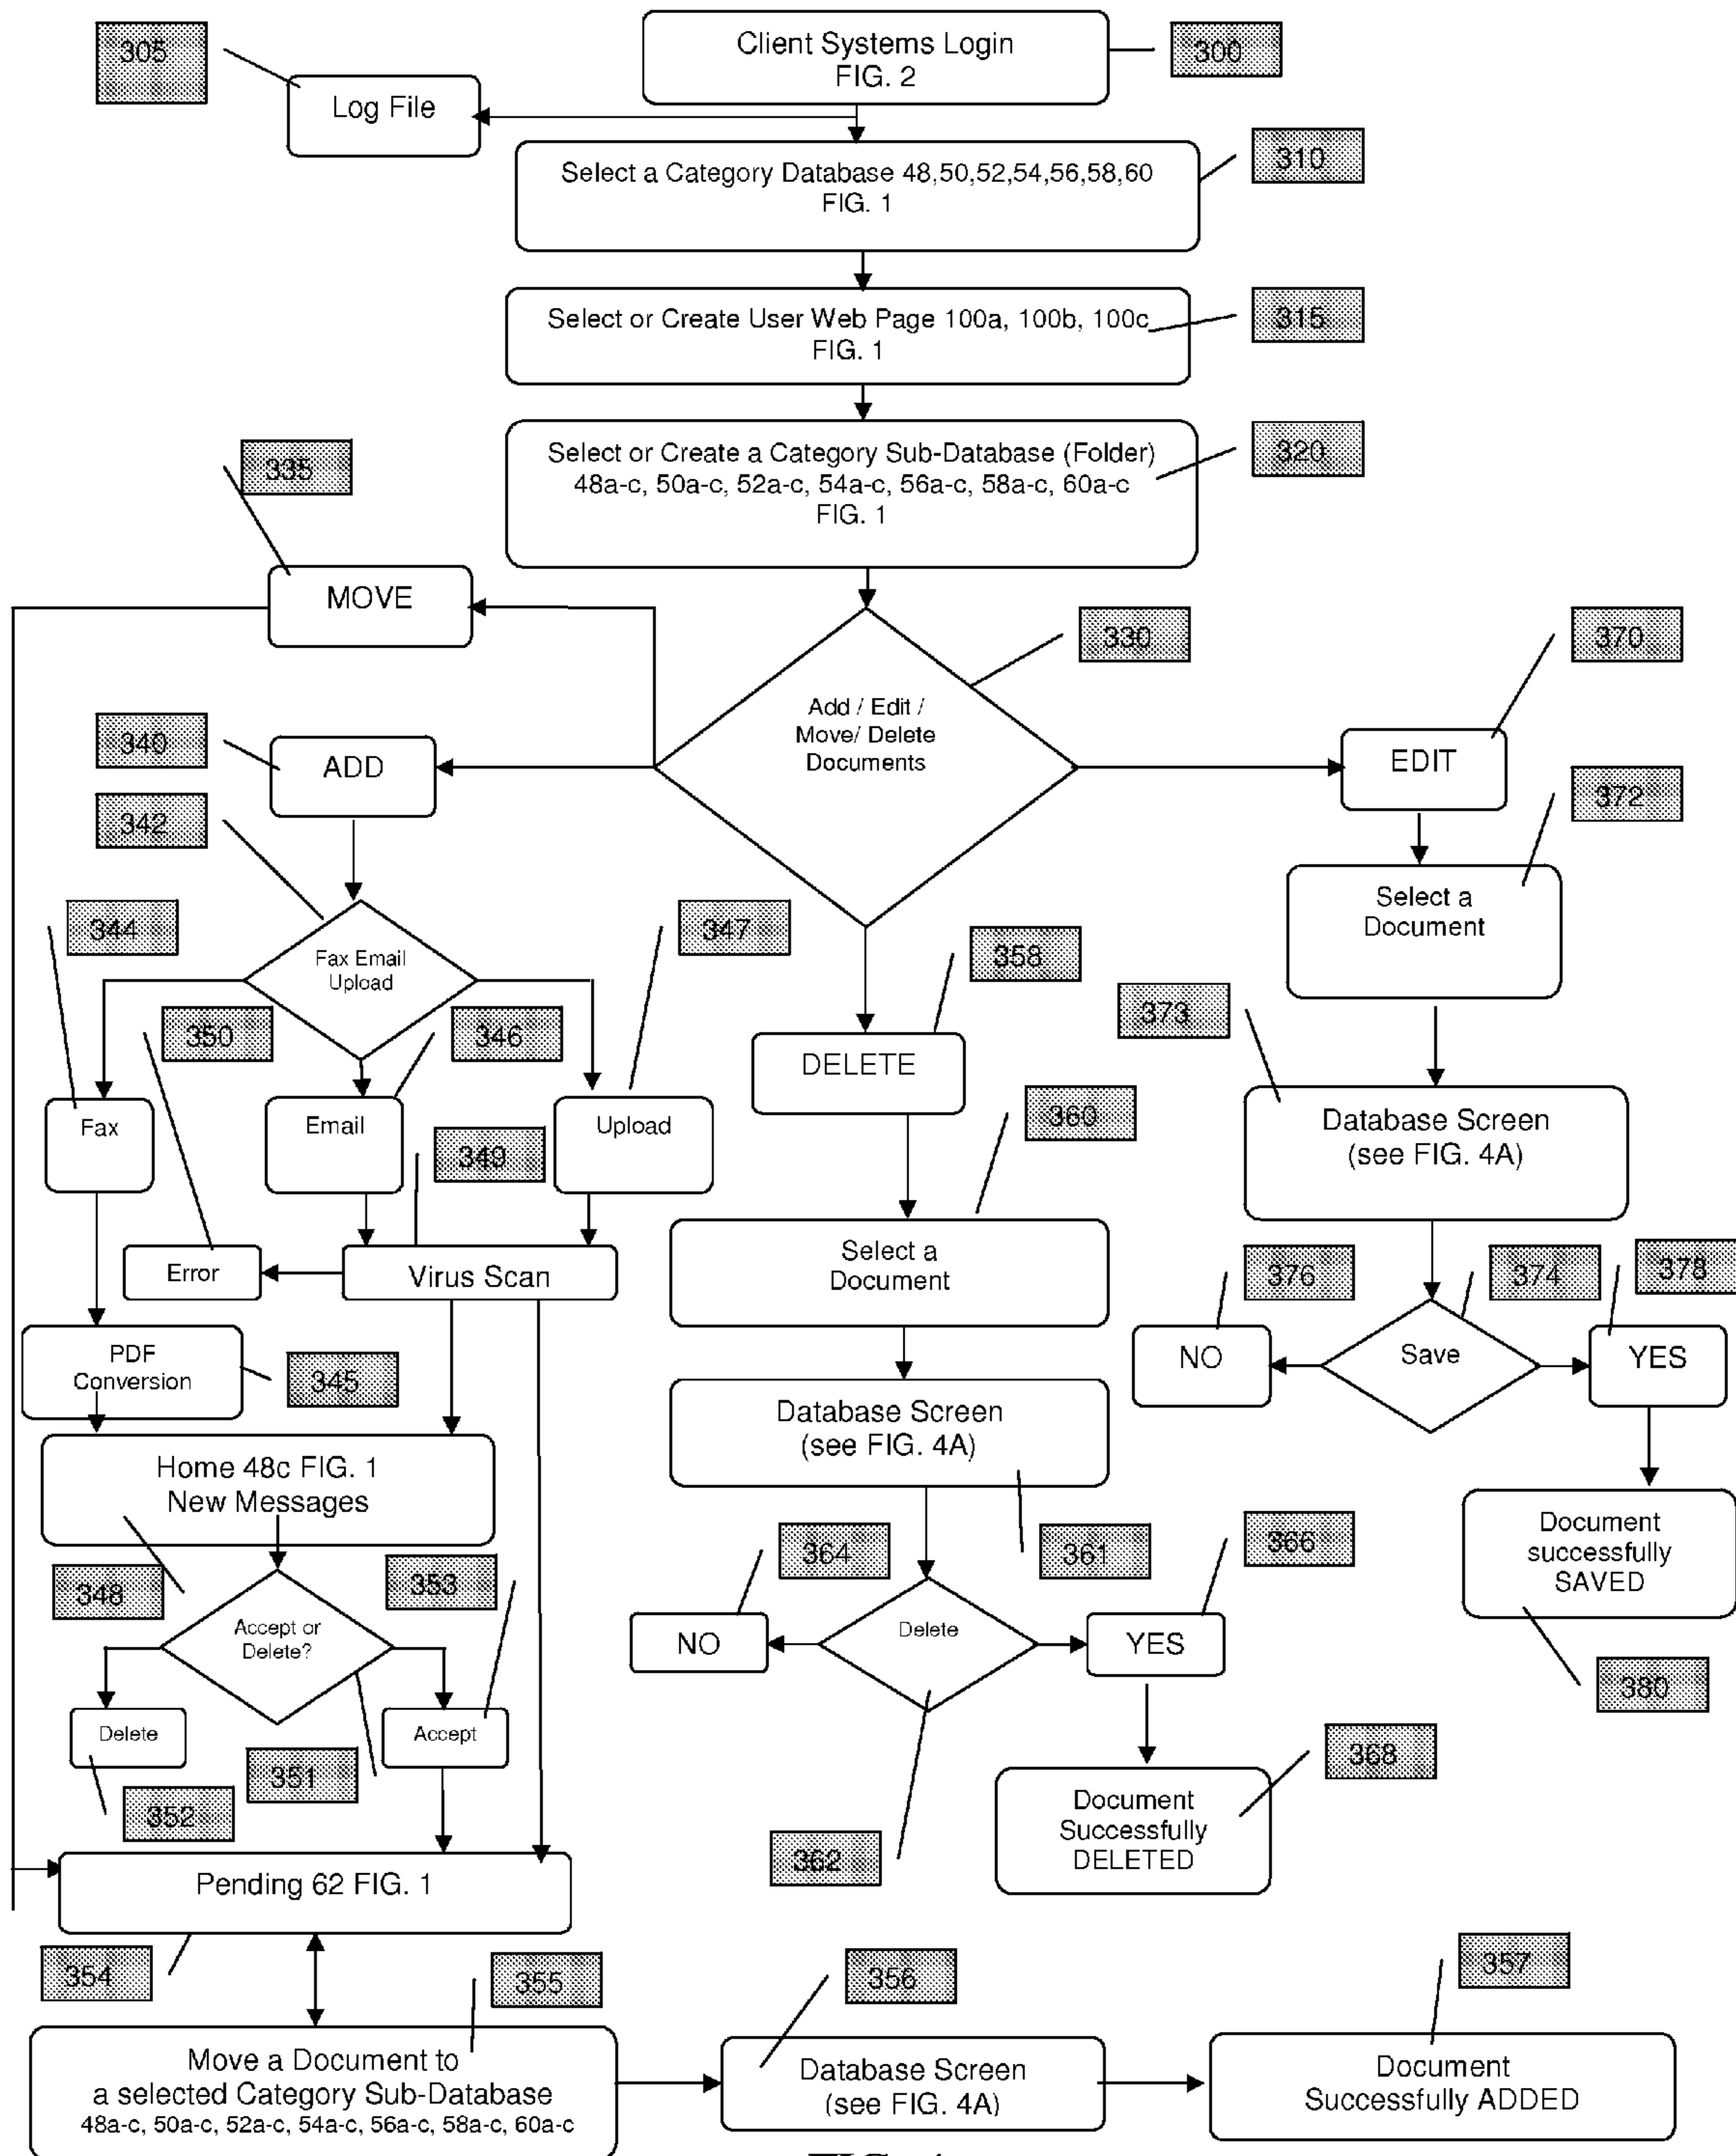 305
Client Systems Login
FIG. 2
300
Log File
310
Select a Category Database 48,50,52,54,56,58,60
FIG. 1
Select or Create User Web Page 100a, 100b, 100c
FIG. 1
315
335
Select or Create a Category Sub-Database (Folder)
48a-c, 50a-c, 52a-c, 54a-c, 56a-c, 58a-c, 60a-c
FIG. 1
320
MOVE
330
370
340
ADD
Add / Edit /
Move/ Delete
Documents
EDIT
342
372
344
Fax Email
Upload
347
358
Select a
Document
350
346
373
DELETE
Fax
Email
349
Upload
360
Database Screen
(see FIG. 4A)
Error
Virus Scan
Select a
Document
376
374
378
PDF
Conversion
345
NO
Save
YES
Database Screen
(see FIG. 4A)
Home 48c FIG. 1
New Messages
348
353
364
361
366
Document
successfully
SAVED
Accept or
Delete?
NO
Delete
YES
380
Delete
Accept
351
352
368
Document
Successfully
DELETED
362
Pending 62 FIG. 1
354
355
356
357
Move a Document to
a selected Category Sub-Database
48a-c, 50a-c, 52a-c, 54a-c, 56a-c, 58a-c, 60a-c
Database Screen
(see FIG. 4A)
Document
Successfully ADDED